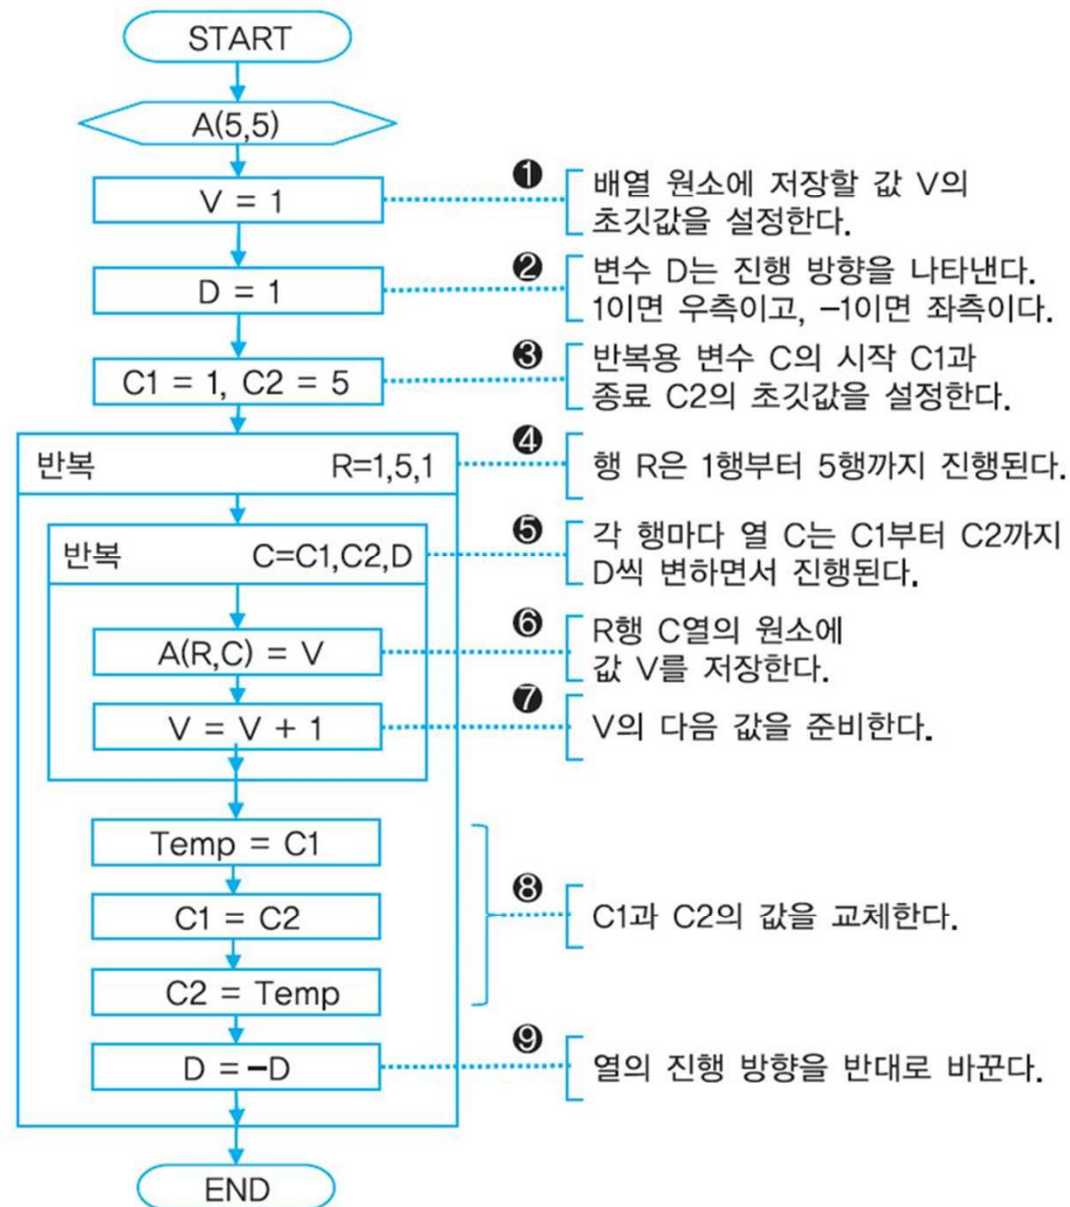 START
A(5,5)
V = 1
❶
배열 원소에 저장할 값 V의
초깃값을 설정한다.
D = 1
❷
변수 D는 진행 방향을 나타낸다.
1이면 우측이고, –1이면 좌측이다.
C1 = 1, C2 = 5
❸
반복용 변수 C의 시작 C1과
종료 C2의 초깃값을 설정한다.
반복 R=1,5,1
❹
행 R은 1행부터 5행까지 진행된다.
반복 C=C1,C2,D
❺
각 행마다 열 C는 C1부터 C2까지
D씩 변하면서 진행된다.
A(R,C) = V
❻
R행 C열의 원소에
값 V를 저장한다.
V = V + 1
❼
V의 다음 값을 준비한다.
Temp = C1
C1 = C2
C2 = Temp
❽
C1과 C2의 값을 교체한다.
D = –D
❾
열의 진행 방향을 반대로 바꾼다.
END